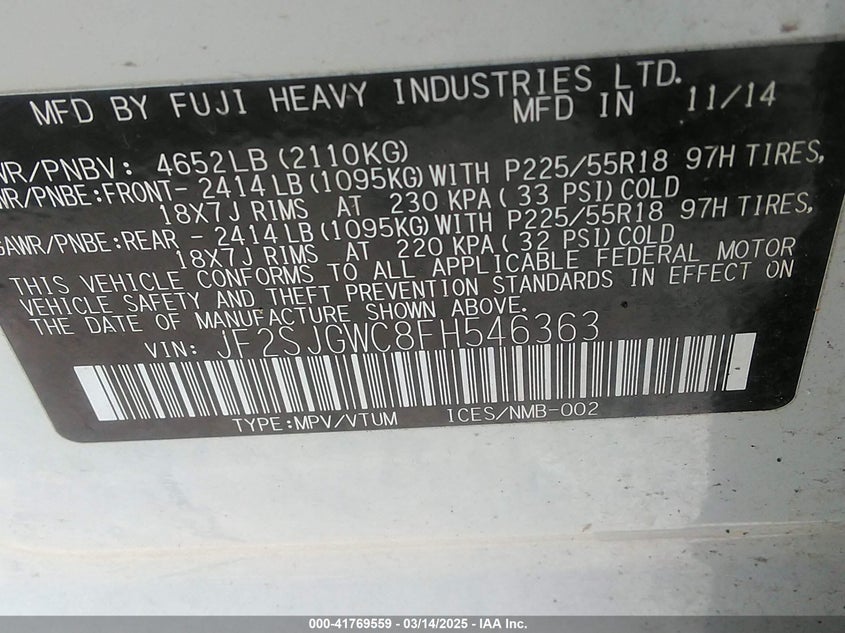 MFD BY FUJI HEAVY INDUSTRIES LTD.
MFD IN 11/14
WR/PNBV: 4652LB (2110KG)
WR/PNBE:FRONT- 2414 LB (1095KG) WITH P225/55R18 97H TIRES,
18X7J RIMS AT 230 KPA ( 33 PSI) COLD
GAWR/PNBE:REAR - 2414 LB (1095KG) WITH P225/55R18 97H TIRES,
18X7J RIMS AT 220 KPA ( 32 PSI) COLD
THIS VEHICLE CONFORMS TO ALL APPLICABLE FEDERAL MOTOR
VEHICLE SAFETY AND THEFT PREVENTION STANDARDS IN EFFECT ON
THE DATE OF MANUFACTURE SHOWN ABOVE.
VIN: JF2SJGWC8FH546363
TYPE:MPV/VTUM ICES/NMB-002
000-41769559 - 03/14/2025 - IAA Inc.